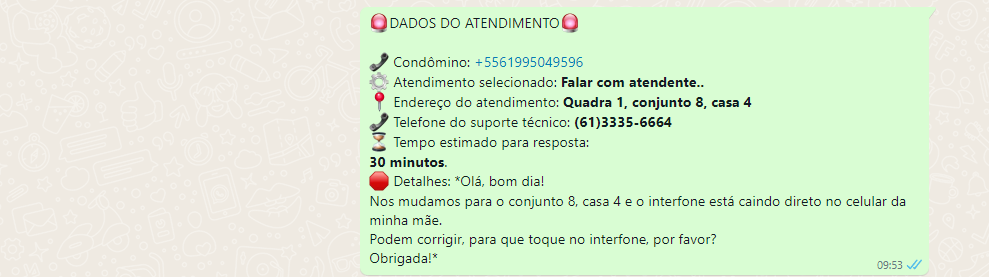 🚨DADOS DO ATENDIMENTO🚨
📞 Condômino: +5561995049596
⚙️ Atendimento selecionado: Falar com atendente..
📍 Endereço do atendimento: Quadra 1, conjunto 8, casa 4
📞 Telefone do suporte técnico: (61)3335-6664
⏳ Tempo estimado para resposta:
30 minutos.
🛑 Detalhes: *Olá, bom dia!
Nos mudamos para o conjunto 8, casa 4 e o interfone está caindo direto no celular da
minha mãe.
Podem corrigir, para que toque no interfone, por favor?
Obrigada!*
09:53